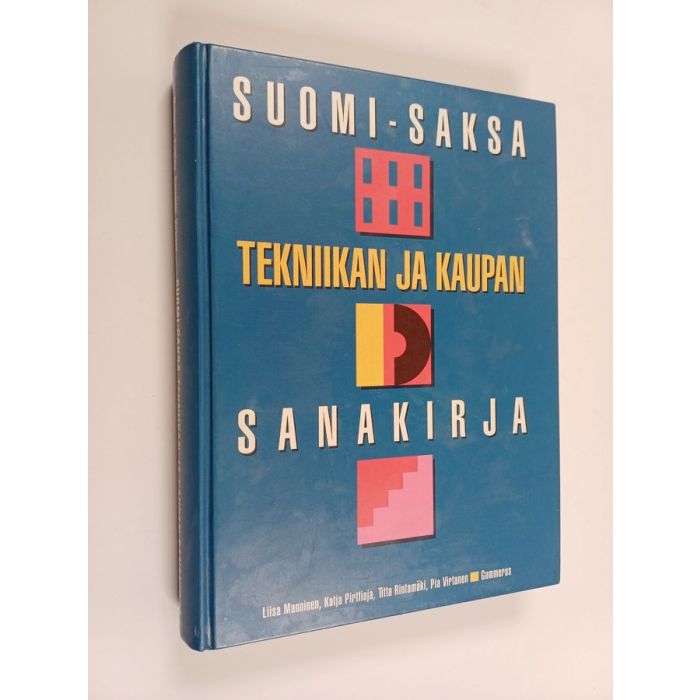 SUOMI-SAKSA
TEKNIIKAN JA KAUPAN
SANAKIRJA
Liisa Manninen, Katja Pirttioja, Titta Rintamäki, Pia Virtanen Gummerus